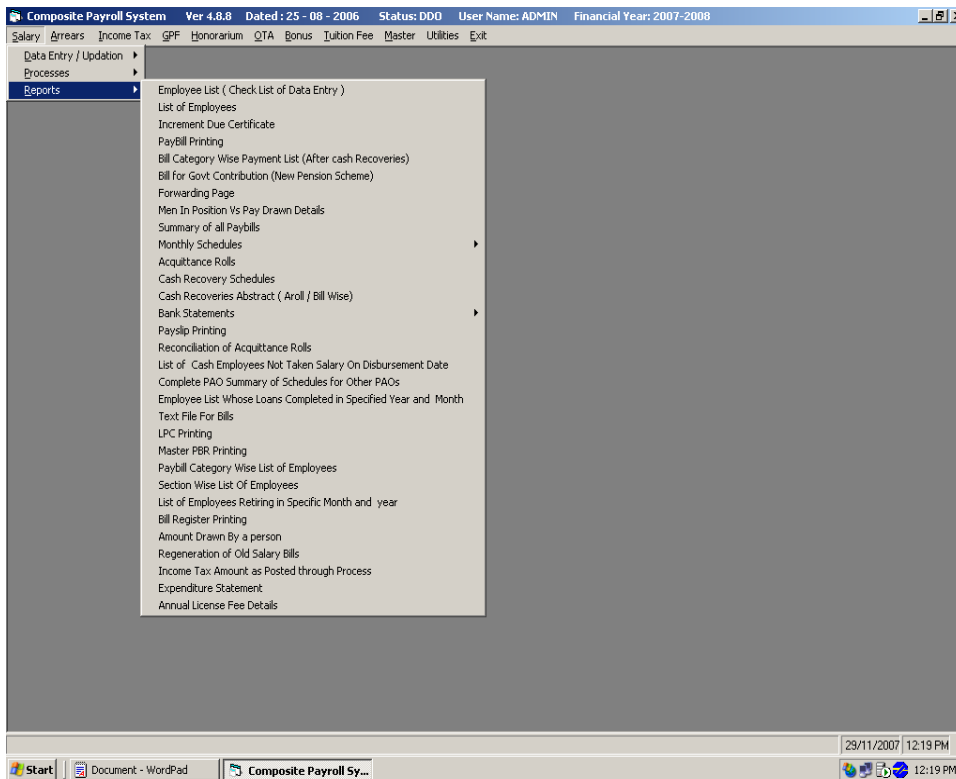 Composite Payroll System Ver 4.8.8 Dated : 25 - 08 - 2006 Status: DDO User Name: ADMIN Financial Year: 2007-2008
Salary Arrears Income Tax GPF Honorarium OTA Bonus Tuition Fee Master Utilities Exit
Data Entry / Updation
Processes
Reports
Employee List ( Check List of Data Entry )
List of Employees
Increment Due Certificate
PayBill Printing
Bill Category Wise Payment List (After cash Recoveries)
Bill for Govt Contribution (New Pension Scheme)
Forwarding Page
Men In Position Vs Pay Drawn Details
Summary of all Paybills
Monthly Schedules
Acquittance Rolls
Cash Recovery Schedules
Cash Recoveries Abstract ( Aroll / Bill Wise)
Bank Statements
Payslip Printing
Reconciliation of Acquittance Rolls
List of Cash Employees Not Taken Salary On Disbursement Date
Complete PAO Summary of Schedules for Other PAOs
Employee List Whose Loans Completed in Specified Year and Month
Text File For Bills
LPC Printing
Master PBR Printing
Paybill Category Wise List of Employees
Section Wise List Of Employees
List of Employees Retiring in Specific Month and year
Bill Register Printing
Amount Drawn By a person
Regeneration of Old Salary Bills
Income Tax Amount as Posted through Process
Expenditure Statement
Annual License Fee Details
29/11/2007 12:19 PM
Start Document - WordPad Composite Payroll Sy... 12:19 PM